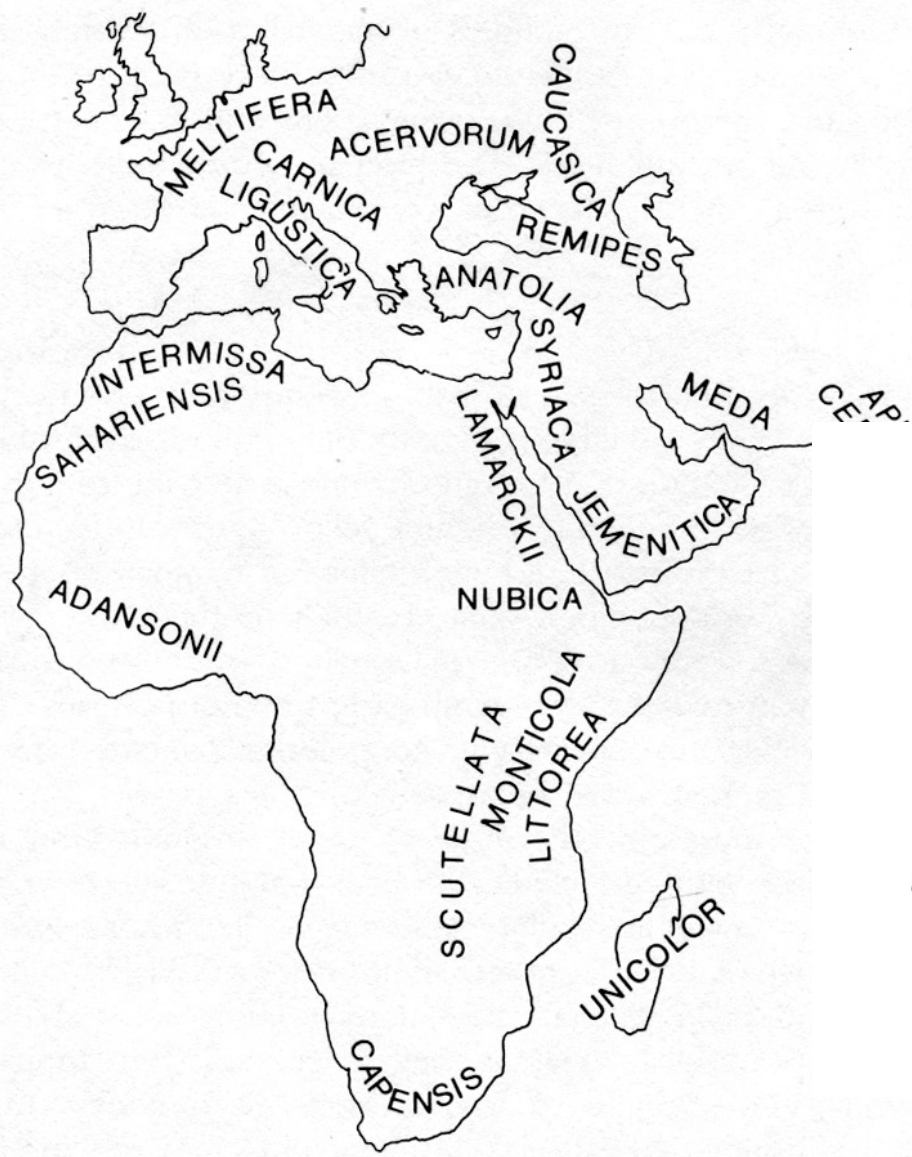 MELLIFERA
ACERVORUM
CAUCASICA
CARNICA
LIGUSTICA
REMIPES
ANATOLIA
SYRIACA
INTERMISSA
SAHARIENSIS
LAMARCKII
MEDA
JEMENITICA
ADANSONII
NUBICA
SCUTELLATA
MONTICOLA
LITTOREA
UNICOLOR
CAPENSIS